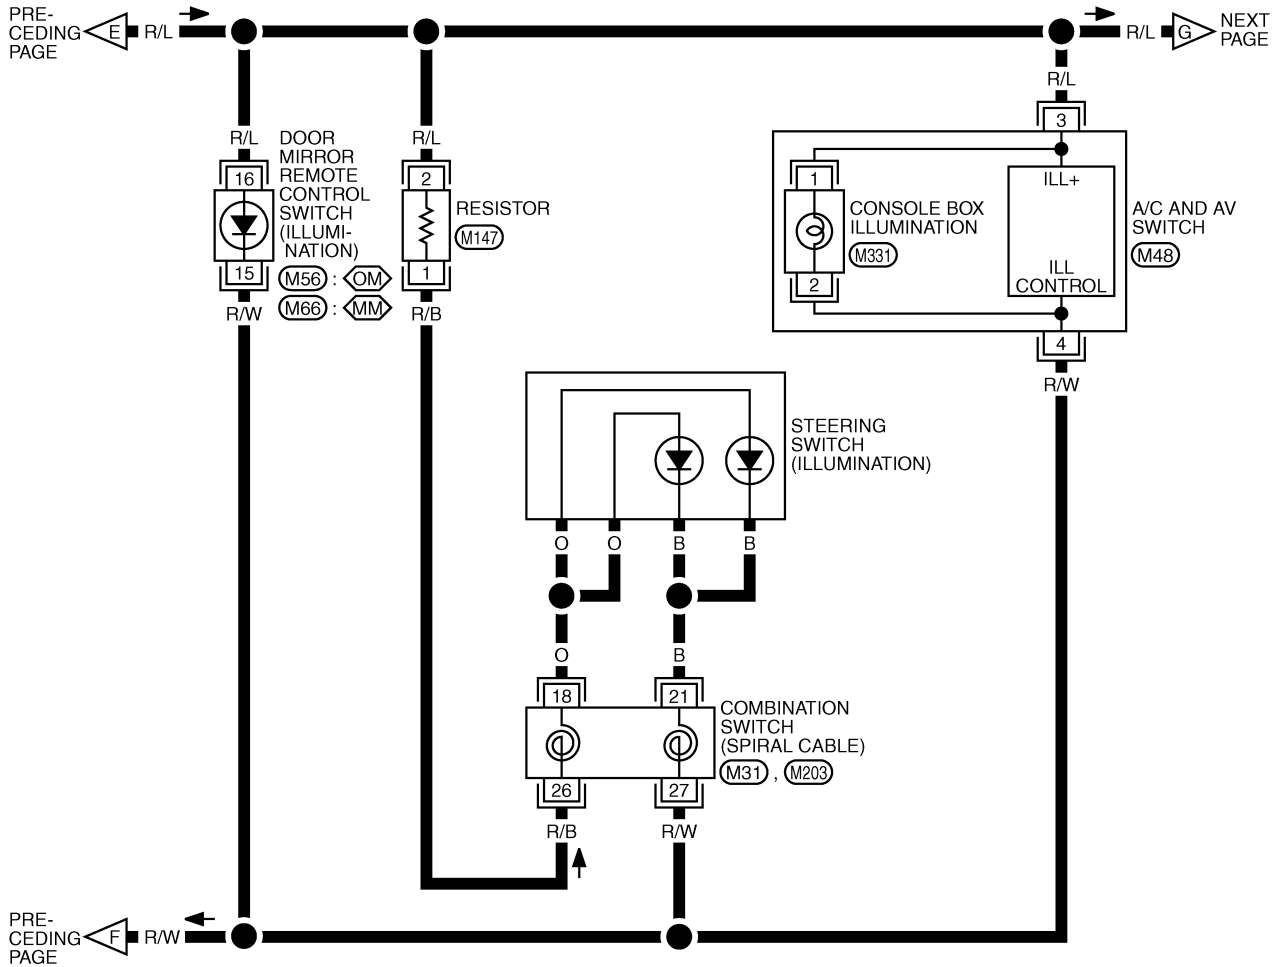 PRE-
CEDING
PAGE
E
R/L
R/L
G
NEXT
PAGE
R/L
R/L
R/L
3
DOOR
MIRROR
REMOTE
CONTROL
SWITCH
(ILLUMI-
NATION)
M56 : OM
M66 : MM
16
15
R/W
2
RESISTOR
M147
1
R/B
1
CONSOLE BOX
ILLUMINATION
M331
2
ILL+
ILL
CONTROL
A/C AND AV
SWITCH
M48
4
R/W
STEERING
SWITCH
(ILLUMINATION)
O
O
B
B
O
B
18
21
COMBINATION
SWITCH
(SPIRAL CABLE)
M31 , M203
26
27
R/B
R/W
PRE-
CEDING
PAGE
F
R/W